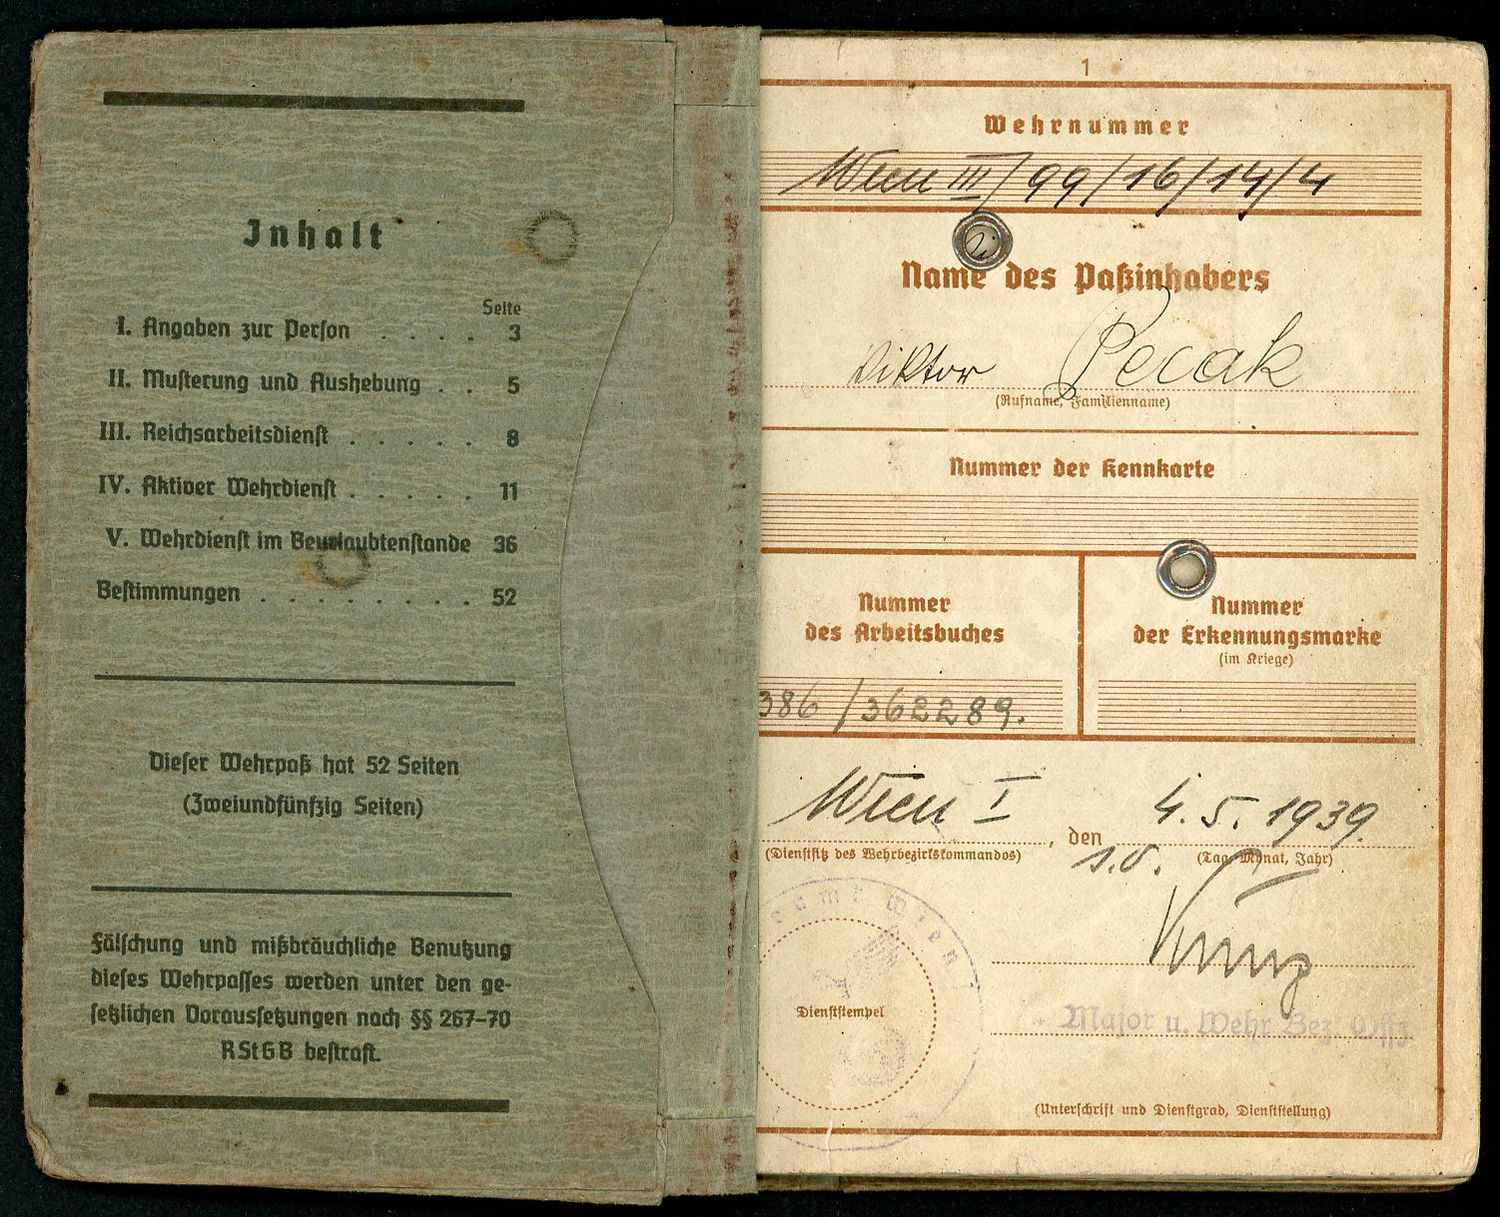 Inhalt
Seite
I. Angaben zur Person . . . . 3
II. Musterung und Aushebung . . 5
III. Reichsarbeitsdienst . . . . . 8
IV. Aktiver Wehrdienst . . . . . 11
V. Wehrdienst im Beurlaubtenstande 36
Bestimmungen . . . . . . . . 52
Dieser Wehrpaß hat 52 Seiten
(Zweiundfünfzig Seiten)
Fälschung und mißbräuchliche Benutzung
dieses Wehrpasses werden unter den ge-
setzlichen Voraussetzungen nach §§ 267-70
RStGB bestraft.
1
Wehrnummer
Wien III/99/16/14/4
Name des Paßinhabers
Viktor Pecak
(Rufname, Familienname)
Nummer der Kennkarte
Nummer
des Arbeitsbuches
Nummer
der Erkennungsmarke
(im Kriege)
386/362289.
Wien I, den 4.5.1939.
(Dienstsitz des Wehrbezirkskommandos)
(Tag, Monat, Jahr)
Wien
Dienststempel
Major u. Wehr Bez. Offz
(Unterschrift und Dienstgrad, Dienststellung)